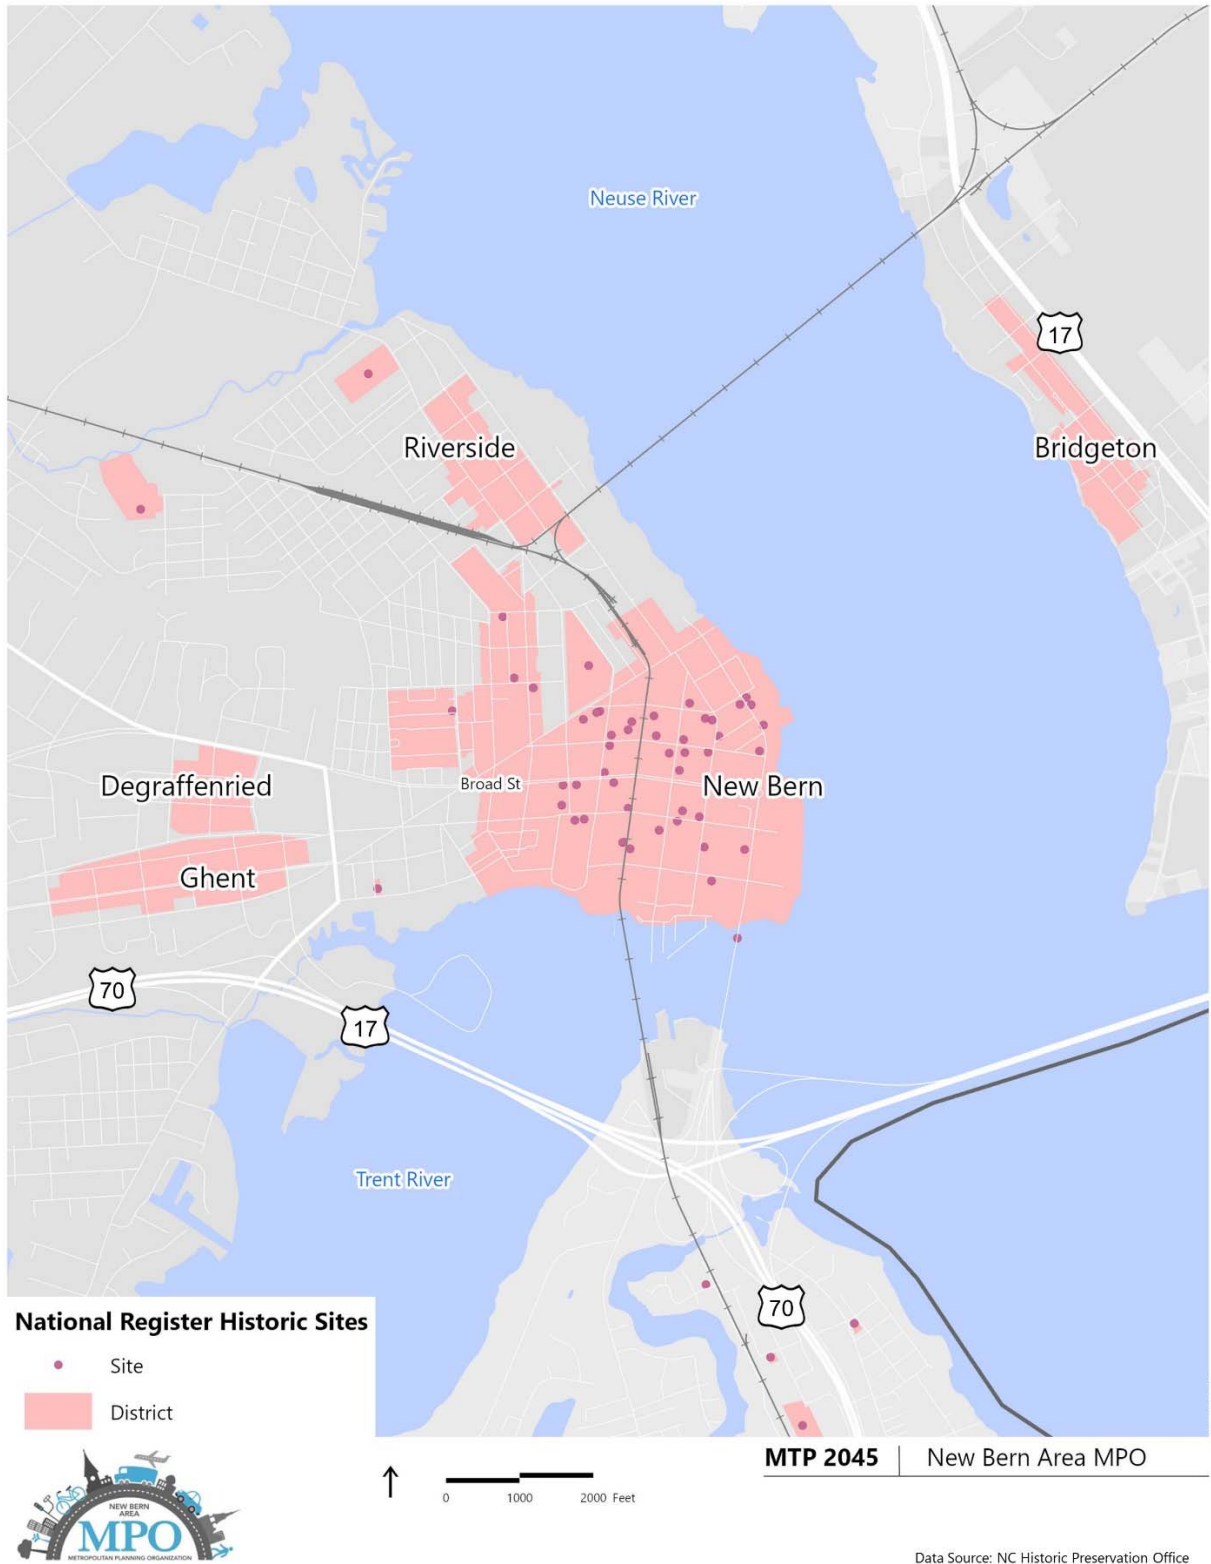 Neuse River
17
Riverside
Bridgeton
Degraffenried
Broad St
New Bern
Ghent
70
17
Trent River
70
National Register Historic Sites
Site
District
NEW BERN
AREA
MPO
METROPOLITAN PLANNING ORGANIZATION
0 1000 2000 Feet
MTP 2045 New Bern Area MPO
Data Source: NC Historic Preservation Office